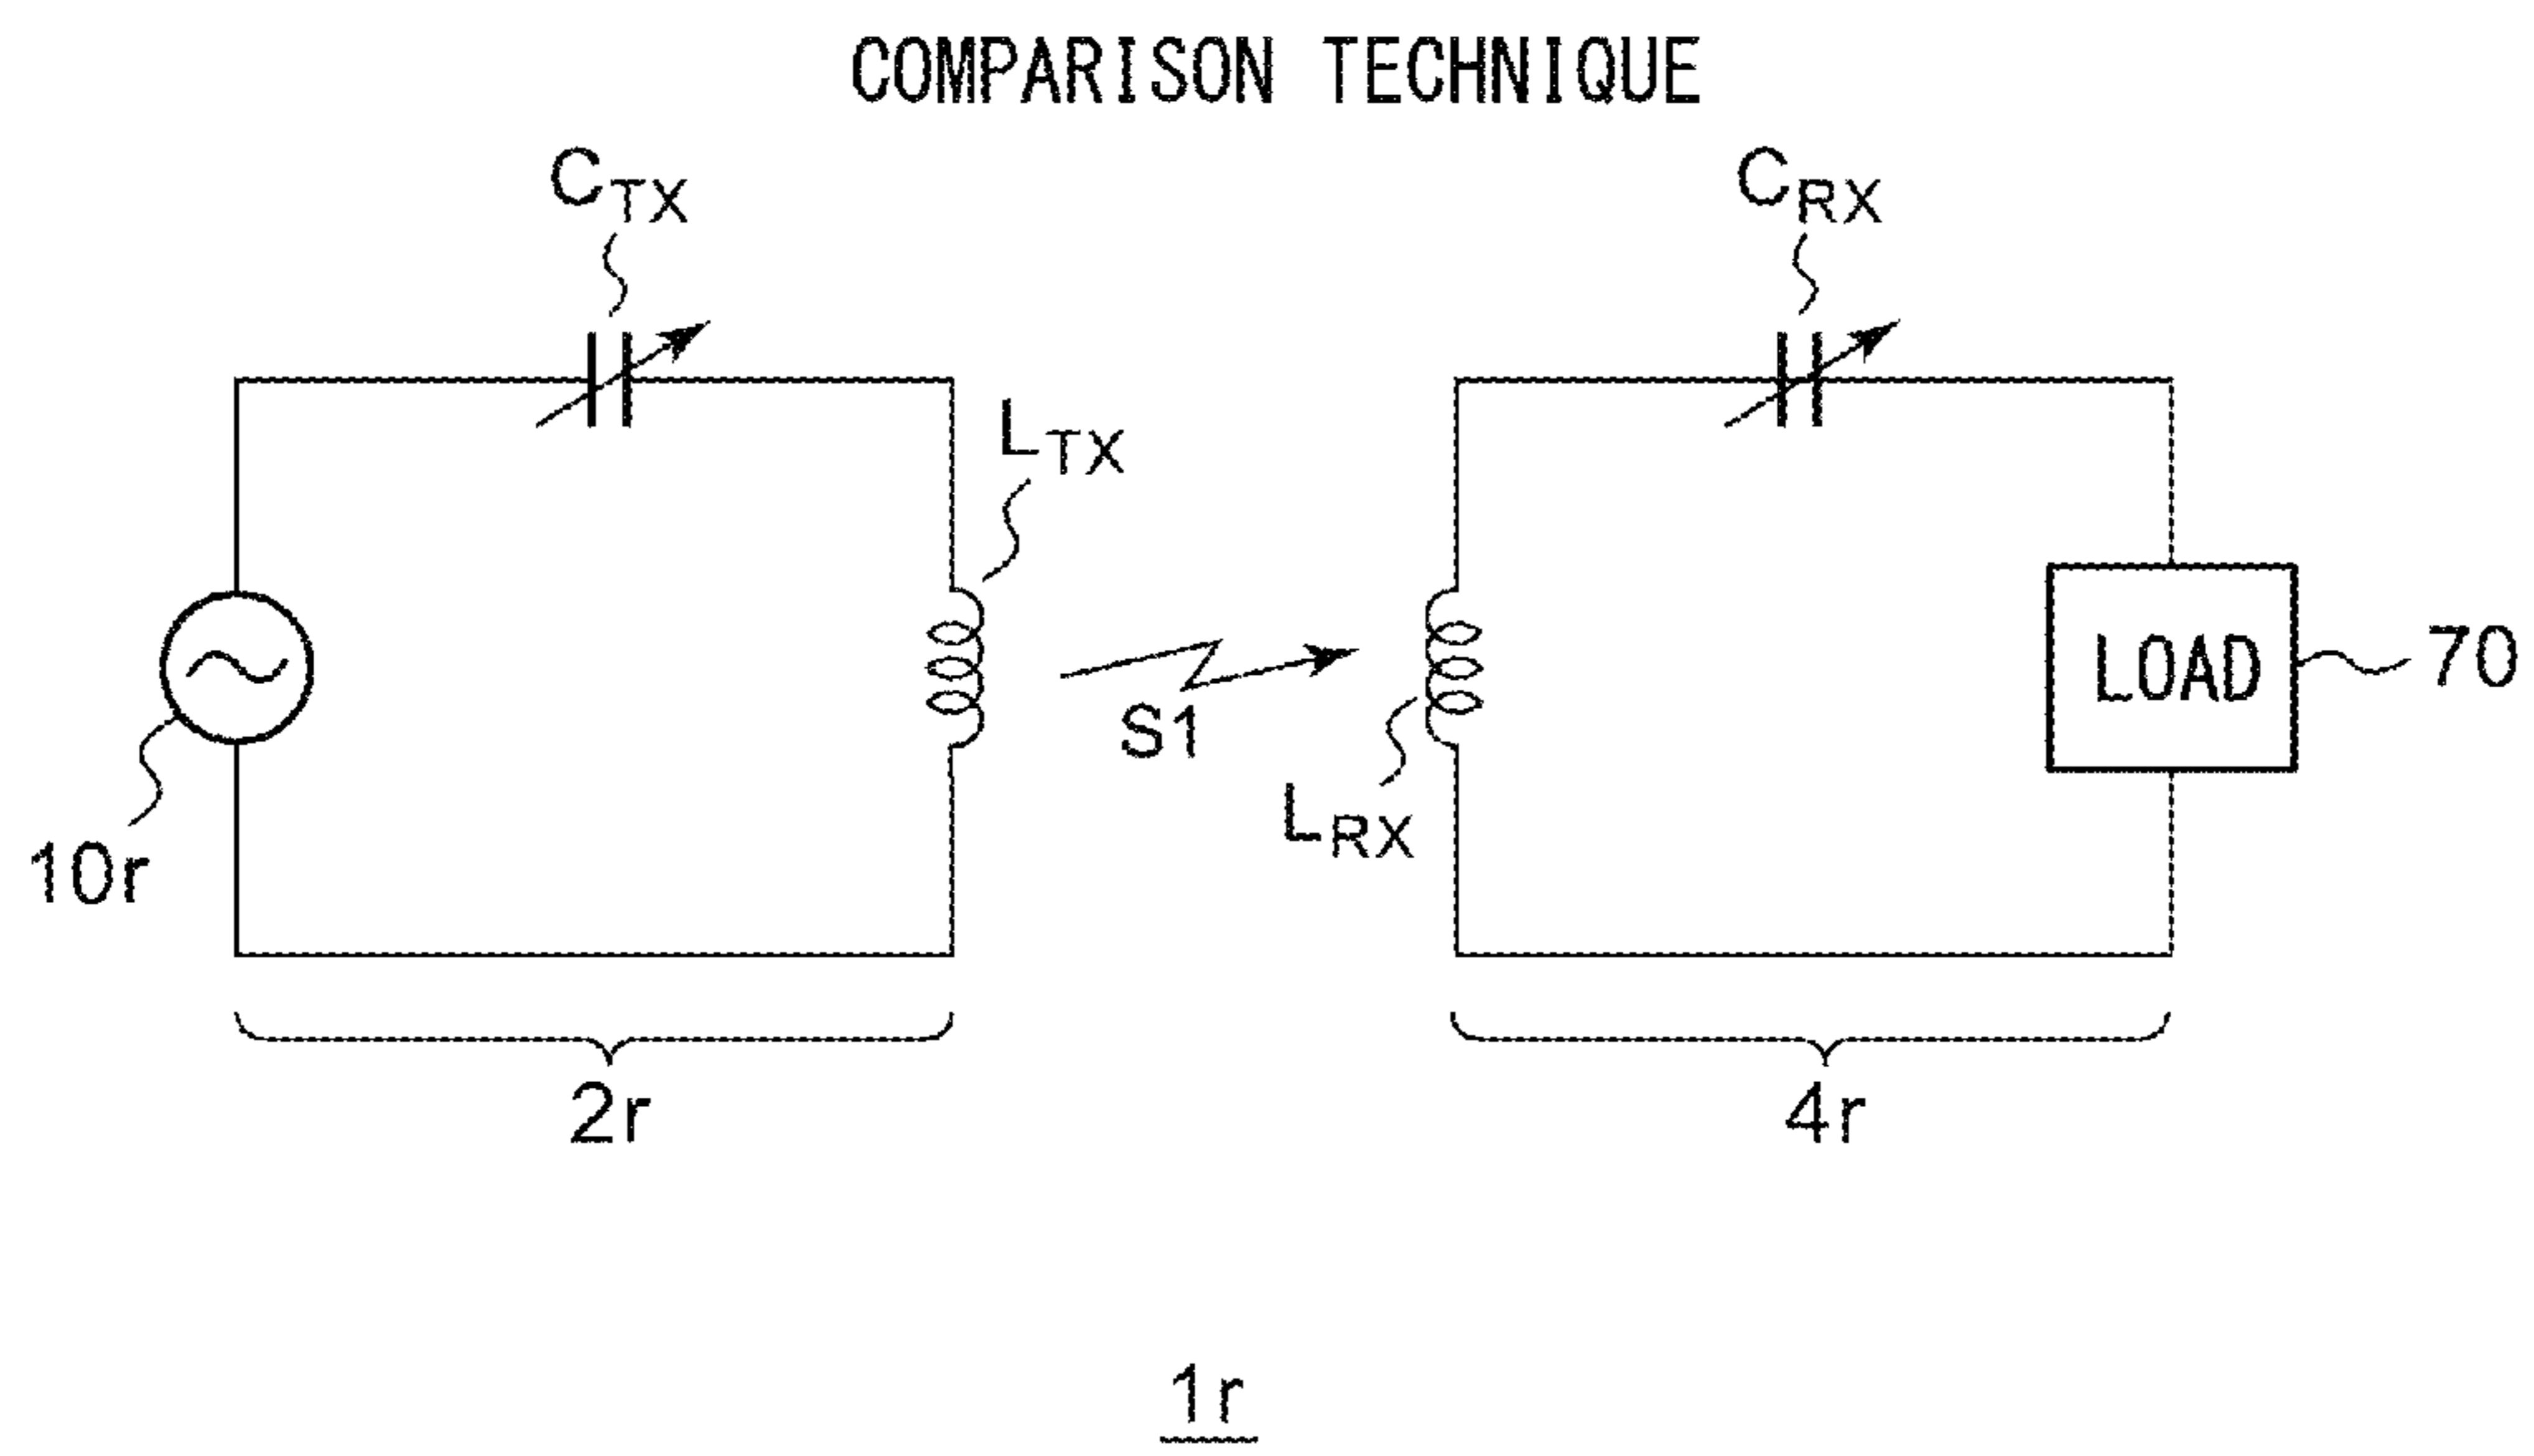 COMPARISON TECHNIQUE
CTX
CRX
LTX
LOAD
70
S1
LRX
10r
2r
4r
1r